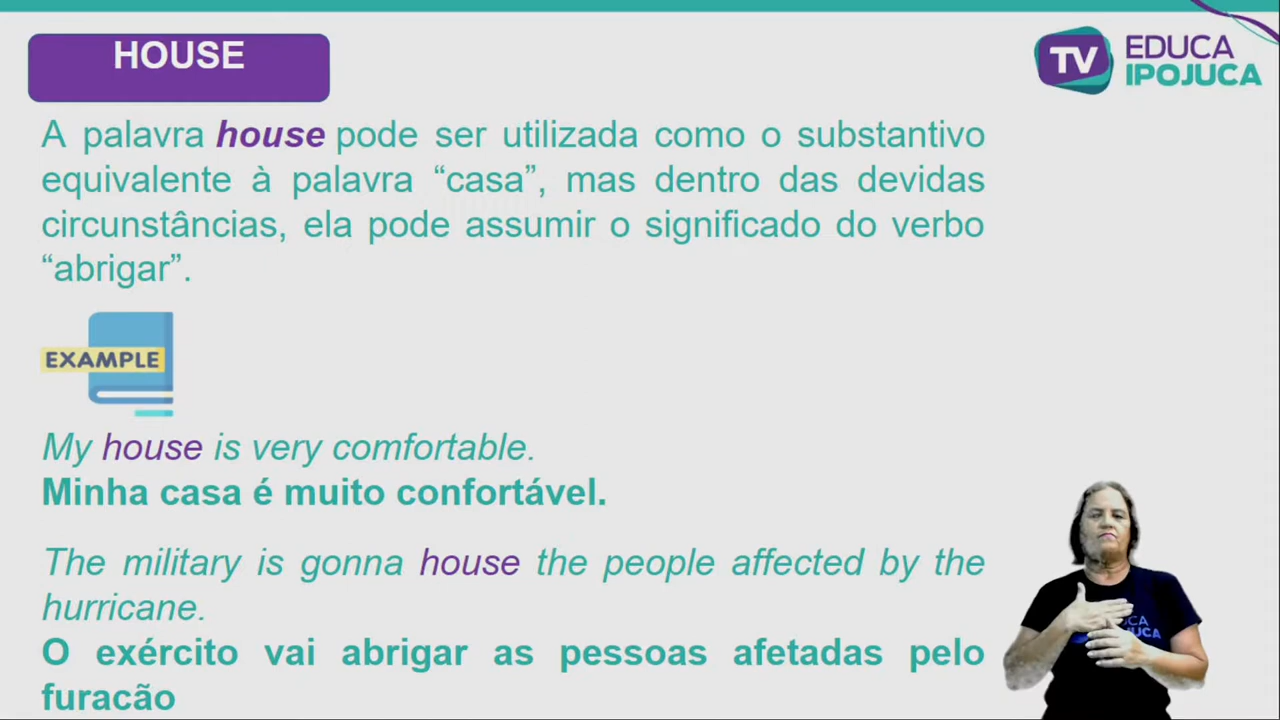 HOUSE
TV EDUCA
IPOJUCA
A palavra house pode ser utilizada como o substantivo
equivalente à palavra “casa”, mas dentro das devidas
circunstâncias, ela pode assumir o significado do verbo
“abrigar”.
EXAMPLE
My house is very comfortable.
Minha casa é muito confortável.
The military is gonna house the people affected by the
hurricane.
O exército vai abrigar as pessoas afetadas pelo
furacão